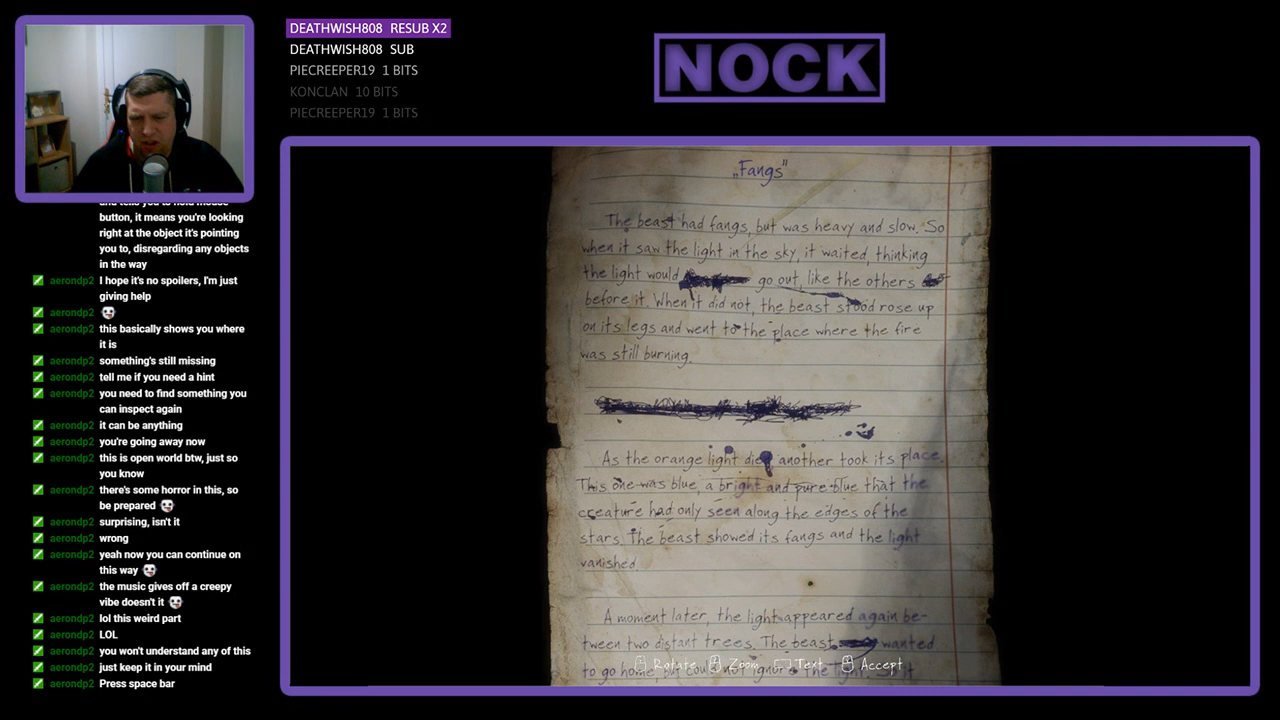 DEATHWISH808 RESUB X2
DEATHWISH808 SUB
PIECREEPER19 1 BITS
KONCLAN 10 BITS
PIECREEPER19 1 BITS
NOCK
button, it means you're looking
right at the object it's pointing
you to, disregarding any objects
in the way
aerondp2 I hope it's no spoilers, I'm just
giving help
aerondp2
aerondp2 this basically shows you where
it is
aerondp2 something's still missing
aerondp2 tell me if you need a hint
aerondp2 you need to find something you
can inspect again
aerondp2 it can be anything
aerondp2 you're going away now
aerondp2 this is open world btw, just so
you know
aerondp2 there's some horror in this, so
be prepared
aerondp2 surprising, isn't it
aerondp2 wrong
aerondp2 yeah now you can continue on
this way
aerondp2 the music gives off a creepy
vibe doesn't it
aerondp2 lol this weird part
aerondp2 LOL
aerondp2 you won't understand any of this
aerondp2 just keep it in your mind
aerondp2 Press space bar
„Fangs"
The beast had fangs, but was heavy and slow. So
when it saw the light in the sky, it waited, thinking
the light would go out, like the others
before it. When it did not, the beast stood rose up
on its legs and went to the place where the fire
was still burning.
As the orange light died another took its place.
This one was blue, a bright and pure blue that the
creature had only seen along the edges of the
stars. The beast showed its fangs and the light
vanished.
A moment later, the light appeared again be-
tween two distant trees. The beast wanted
to go home, but could not ignore the light. So it
Rotate Zoom Text Accept